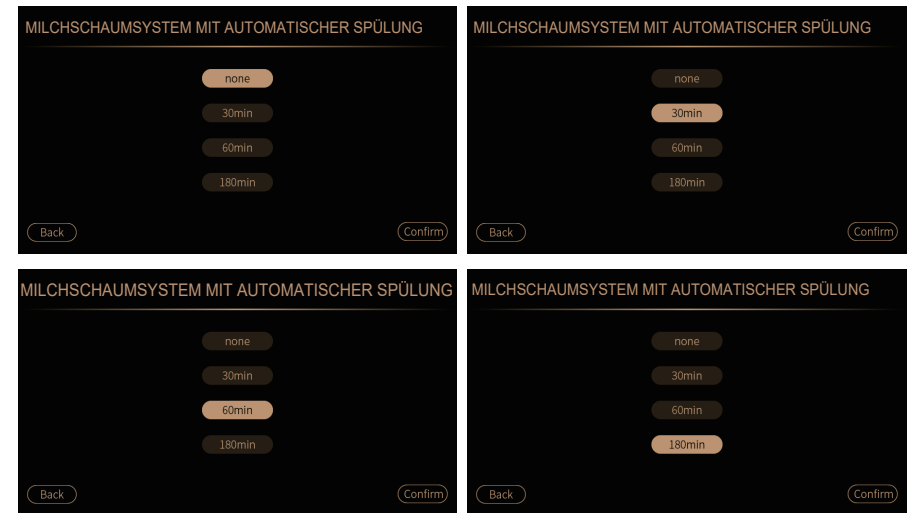 MILCHSCHAUMSYSTEM MIT AUTOMATISCHER SPÜLUNG
none
30min
60min
180min
Back
Confirm
MILCHSCHAUMSYSTEM MIT AUTOMATISCHER SPÜLUNG
none
30min
60min
180min
Back
Confirm
MILCHSCHAUMSYSTEM MIT AUTOMATISCHER SPÜLUNG
none
30min
60min
180min
Back
Confirm
MILCHSCHAUMSYSTEM MIT AUTOMATISCHER SPÜLUNG
none
30min
60min
180min
Back
Confirm